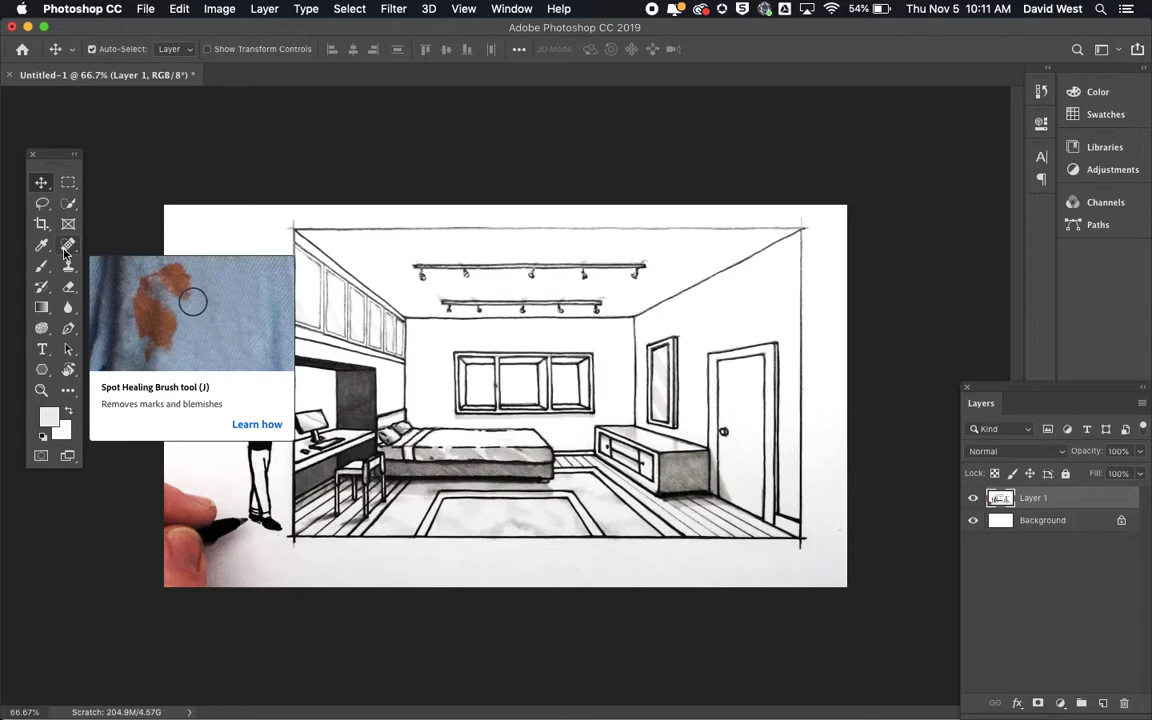 Photoshop CC File Edit Image Layer Type Select Filter 3D View Window Help 54% Thu Nov 5 10:11 AM David West
Adobe Photoshop CC 2019
Auto-Select: Layer Show Transform Controls 3D Mode:
Untitled-1 @ 66.7% (Layer 1, RGB/8*) *
Color
Swatches
Libraries
Adjustments
Channels
Paths
Spot Healing Brush tool (J)
Removes marks and blemishes
Learn how
Layers
Kind
Normal Opacity: 100%
Lock: Fill: 100%
Layer 1
Background
66.67% Scratch: 204.9M/4.57G